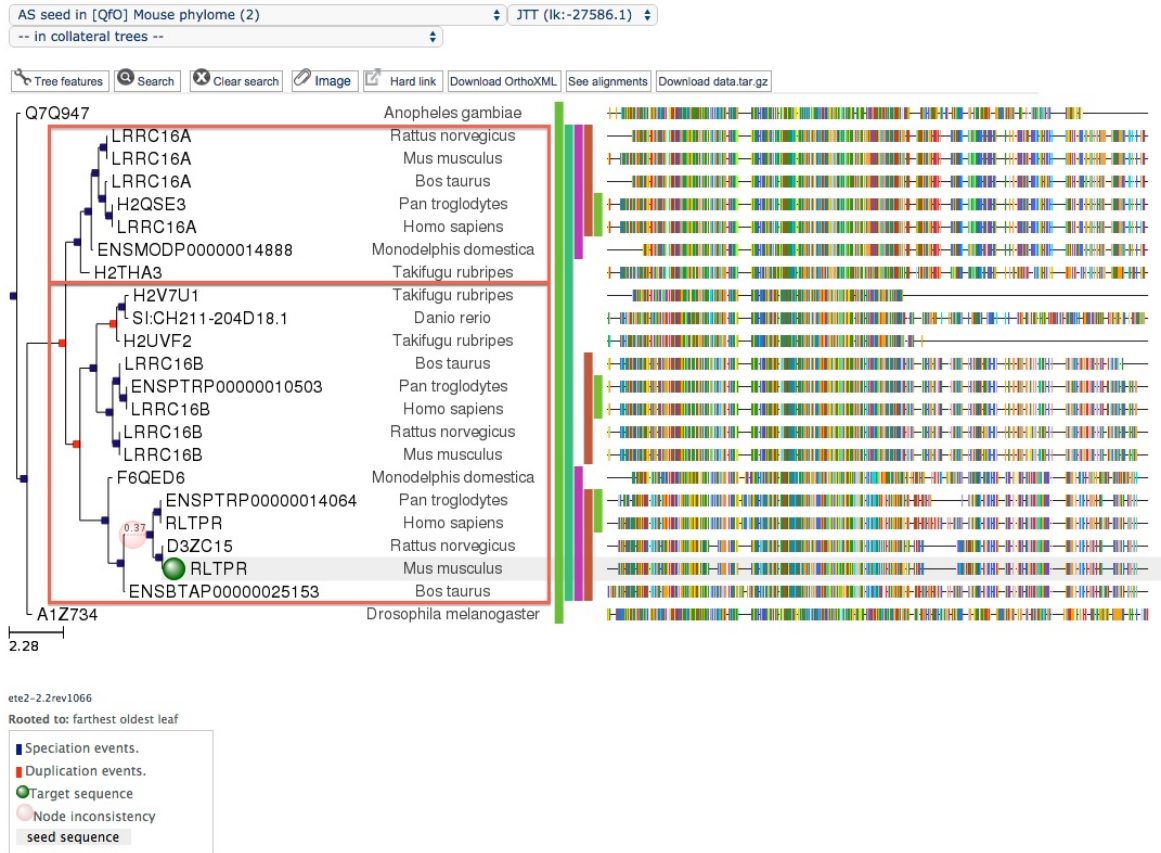 AS seed in [QfO] Mouse phylome (2) JTT (lk:-27586.1)
-- in collateral trees --
Tree features Search Clear search Image Hard link Download OrthoXML See alignments Download data.tar.gz
Q7Q947 Anopheles gambiae
LRRC16A Rattus norvegicus
LRRC16A Mus musculus
LRRC16A Bos taurus
H2QSE3 Pan troglodytes
LRRC16A Homo sapiens
ENSMODP00000014888 Monodelphis domestica
H2THA3 Takifugu rubripes
H2V7U1 Takifugu rubripes
SI:CH211-204D18.1 Danio rerio
H2UVF2 Takifugu rubripes
LRRC16B Bos taurus
ENSPTRP00000010503 Pan troglodytes
LRRC16B Homo sapiens
LRRC16B Rattus norvegicus
LRRC16B Mus musculus
F6QED6 Monodelphis domestica
ENSPTRP00000014064 Pan troglodytes
0.37 RLTPR Homo sapiens
D3ZC15 Rattus norvegicus
RLTPR Mus musculus
ENSBTAP00000025153 Bos taurus
A1Z734 Drosophila melanogaster
2.28
ete2-2.2rev1066
Rooted to: farthest oldest leaf
Speciation events.
Duplication events.
Target sequence
Node inconsistency
seed sequence